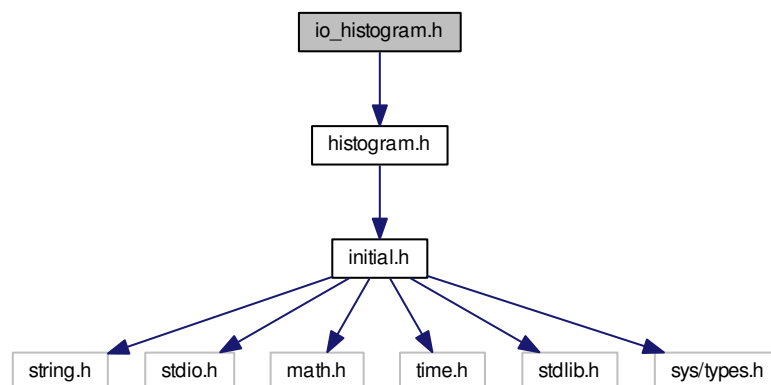 io_histogram.h
histogram.h
initial.h
string.h stdio.h math.h time.h stdlib.h sys/types.h